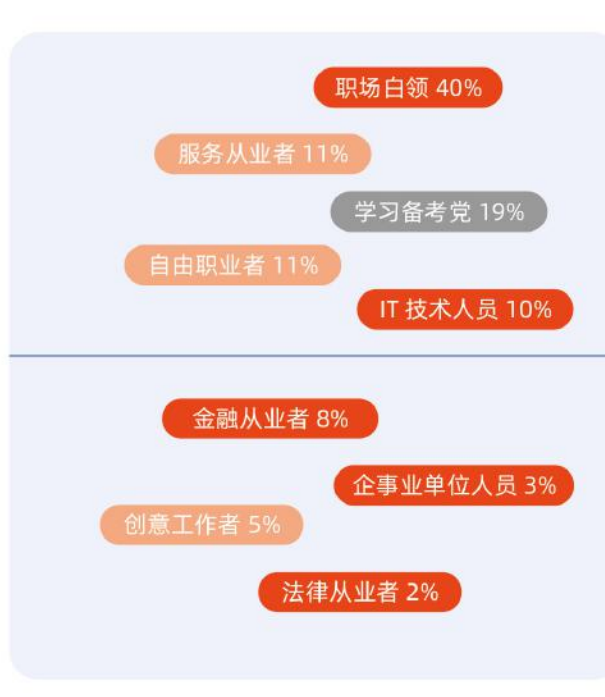 职场白领 40%
服务从业者 11%
学习备考党 19%
自由职业者 11%
IT 技术人员 10%
金融从业者 8%
企事业单位人员 3%
创意工作者 5%
法律从业者 2%